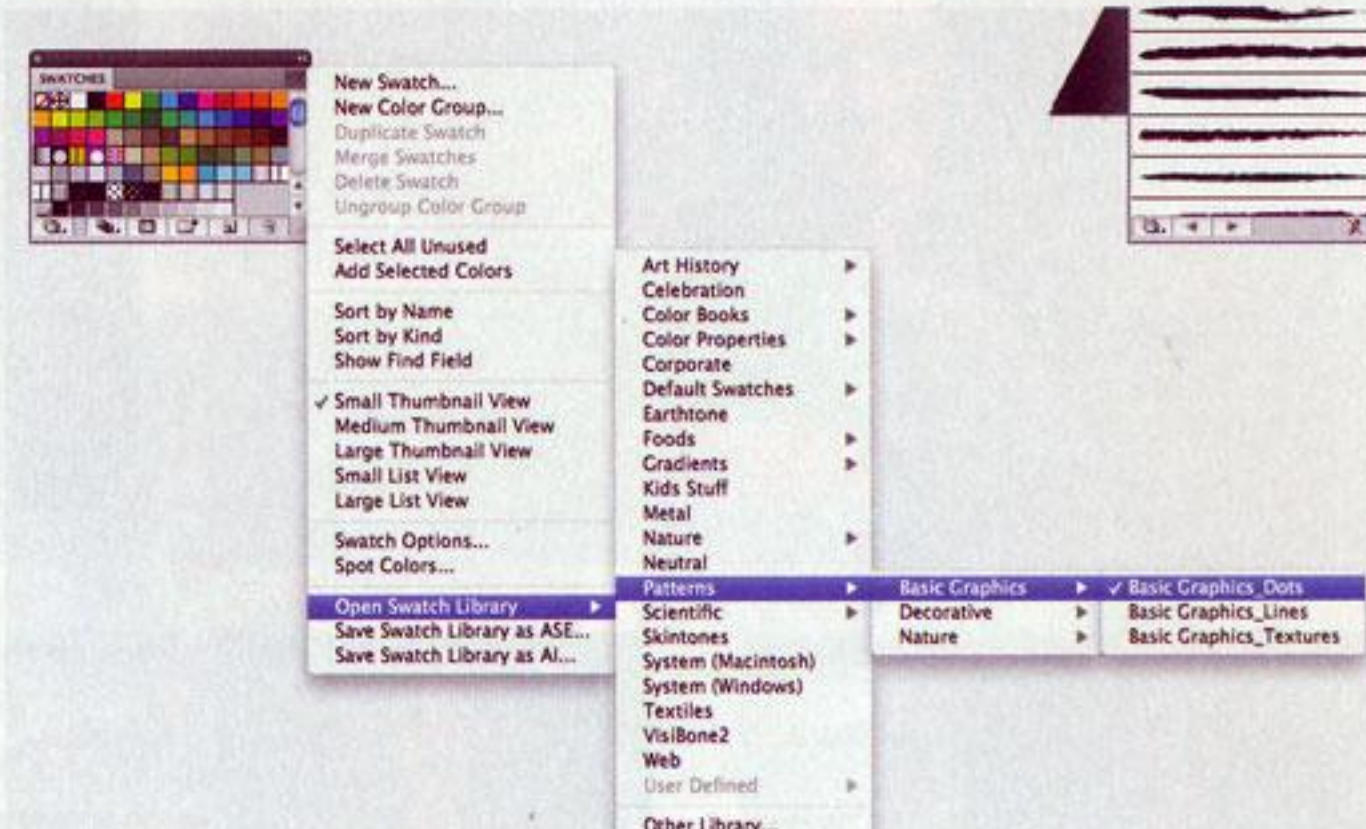 SWATCHES
New Swatch...
New Color Group...
Duplicate Swatch
Merge Swatches
Delete Swatch
Ungroup Color Group
Select All Unused
Add Selected Colors
Sort by Name
Sort by Kind
Show Find Field
✓ Small Thumbnail View
Medium Thumbnail View
Large Thumbnail View
Small List View
Large List View
Swatch Options...
Spot Colors...
Open Swatch Library
Save Swatch Library as ASE...
Save Swatch Library as AI...
Art History
Celebration
Color Books
Color Properties
Corporate
Default Swatches
Earthtone
Foods
Gradients
Kids Stuff
Metal
Nature
Neutral
Patterns
Scientific
Skintones
System (Macintosh)
System (Windows)
Textiles
VisiBone2
Web
User Defined
Other Library...
Basic Graphics
Decorative
Nature
✓ Basic Graphics_Dots
Basic Graphics_Lines
Basic Graphics_Textures